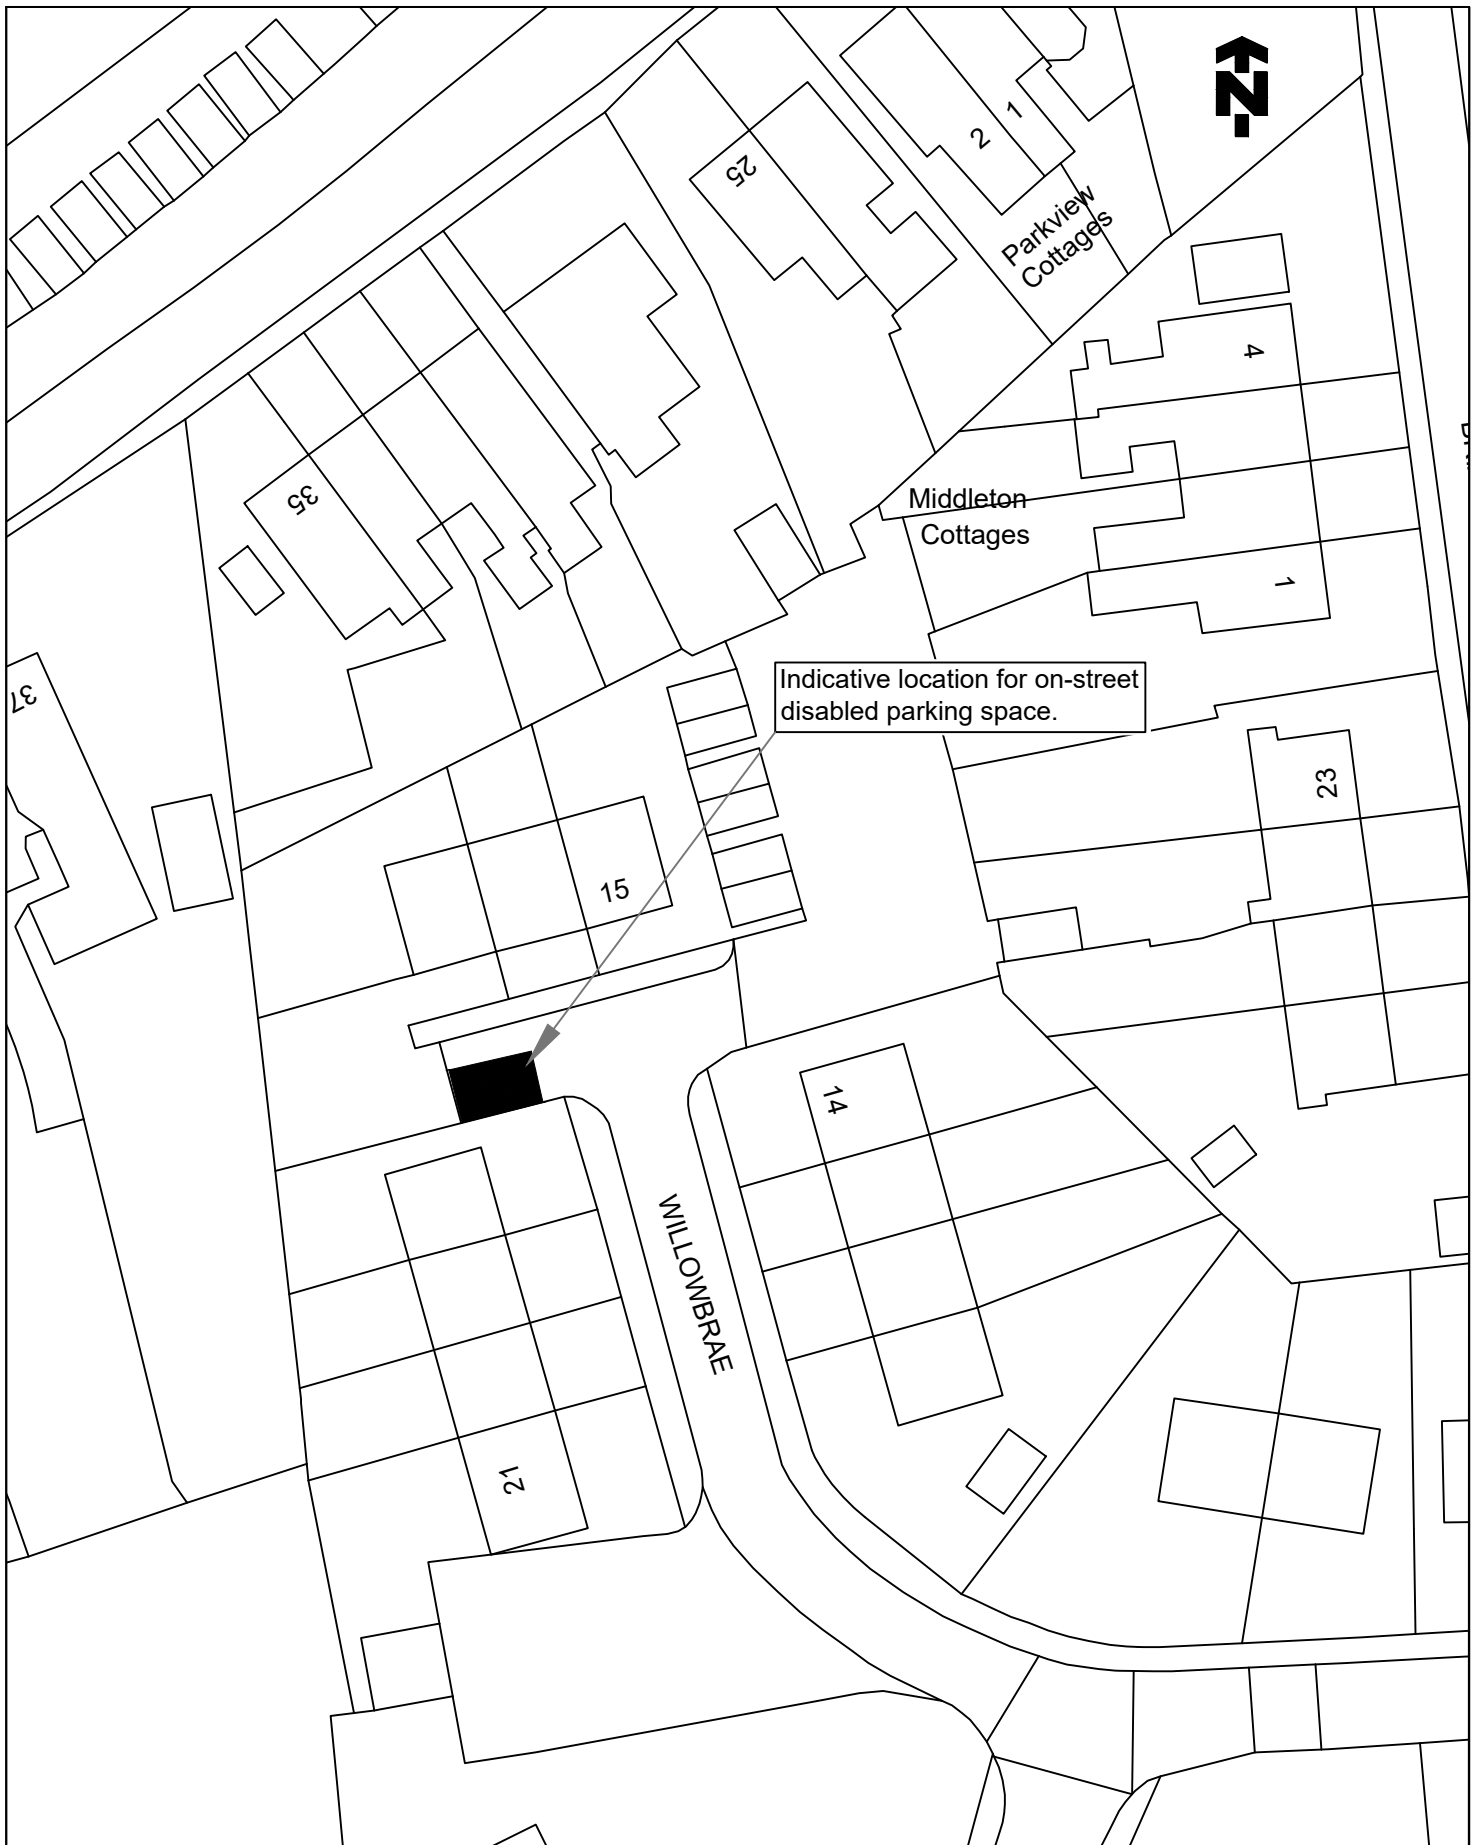 N
1
2
25
Parkview
Cottages
4
35
Middleton
Cottages
1
37
Indicative location for on-street
disabled parking space.
23
15
14
WILLOWBRAE
21